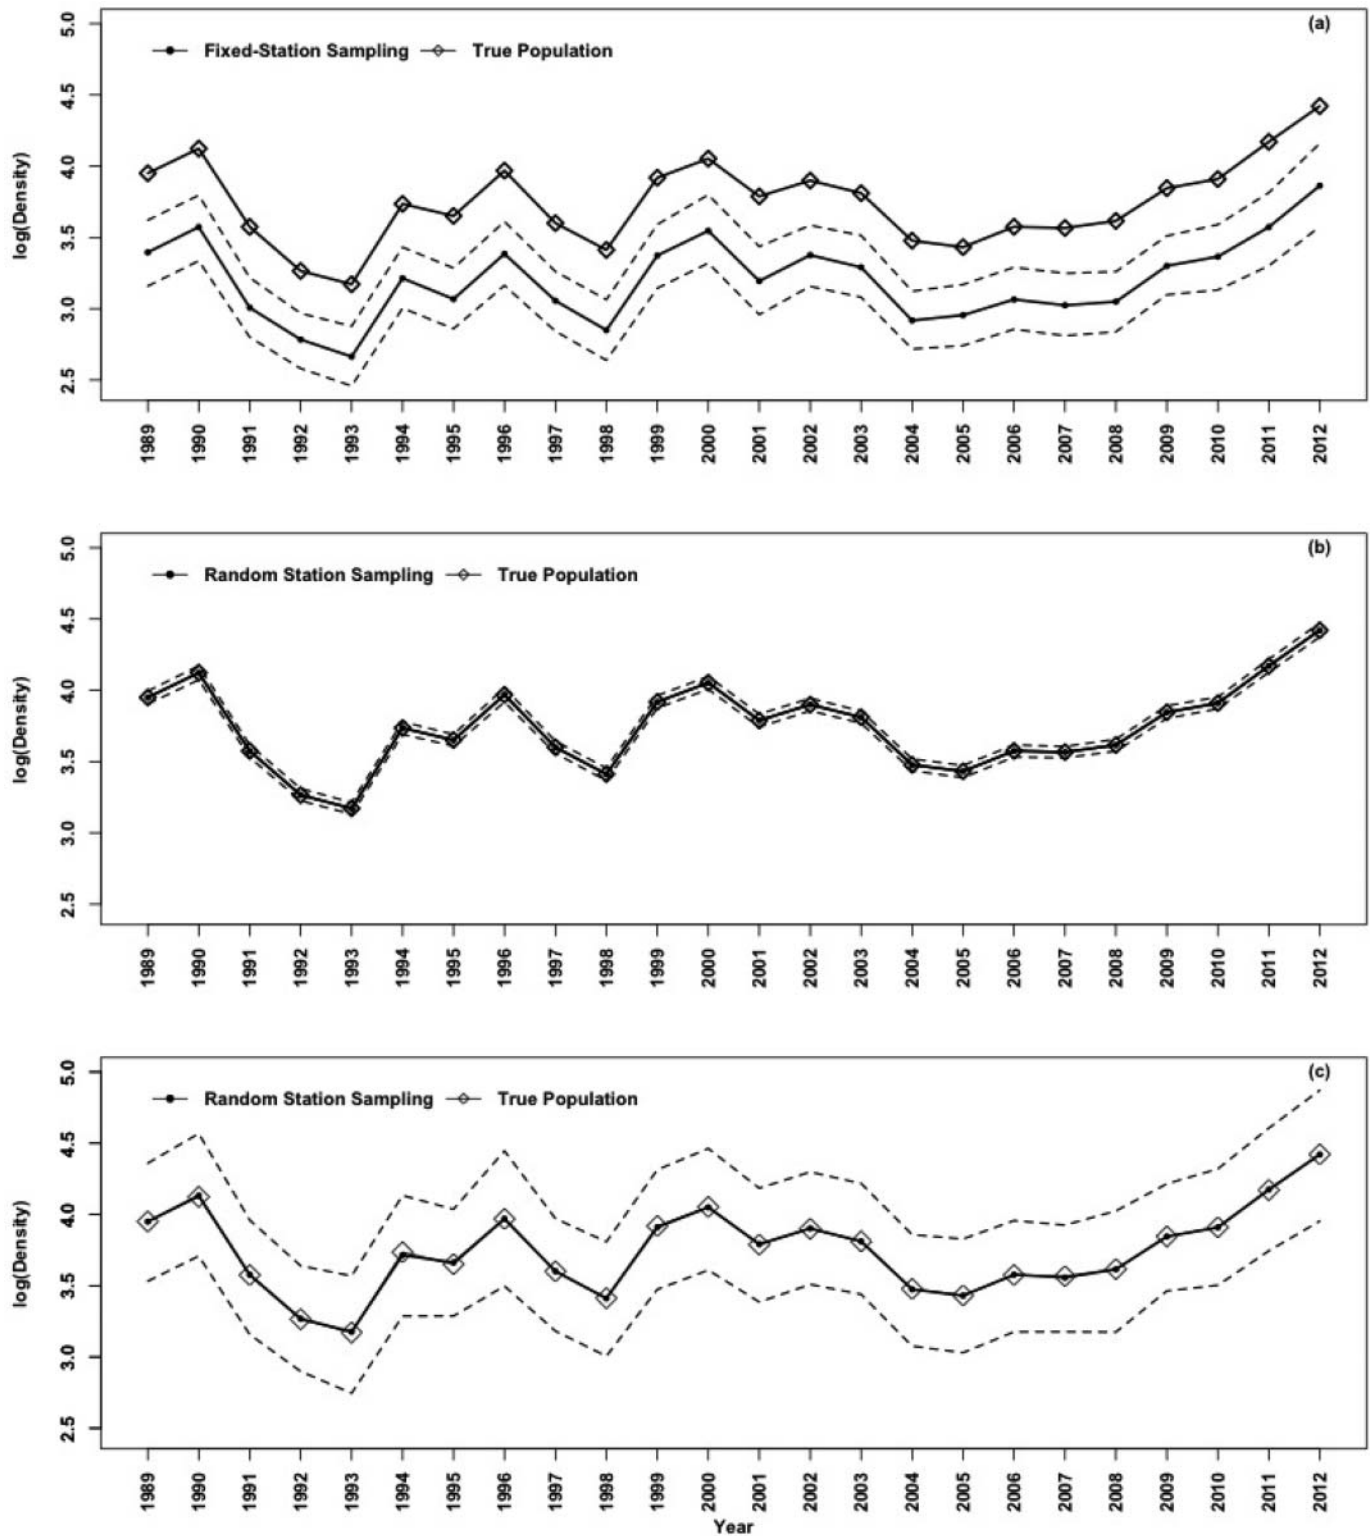 (a)
Fixed-Station Sampling True Population
5.0
4.5
4.0
3.5
3.0
2.5
log(Density)
1989 1990 1991 1992 1993 1994 1995 1996 1997 1998 1999 2000 2001 2002 2003 2004 2005 2006 2007 2008 2009 2010 2011 2012
(b)
Random Station Sampling True Population
5.0
4.5
4.0
3.5
3.0
2.5
log(Density)
1989 1990 1991 1992 1993 1994 1995 1996 1997 1998 1999 2000 2001 2002 2003 2004 2005 2006 2007 2008 2009 2010 2011 2012
(c)
Random Station Sampling True Population
5.0
4.5
4.0
3.5
3.0
2.5
log(Density)
1989 1990 1991 1992 1993 1994 1995 1996 1997 1998 1999 2000 2001 2002 2003 2004 2005 2006 2007 2008 2009 2010 2011 2012
Year